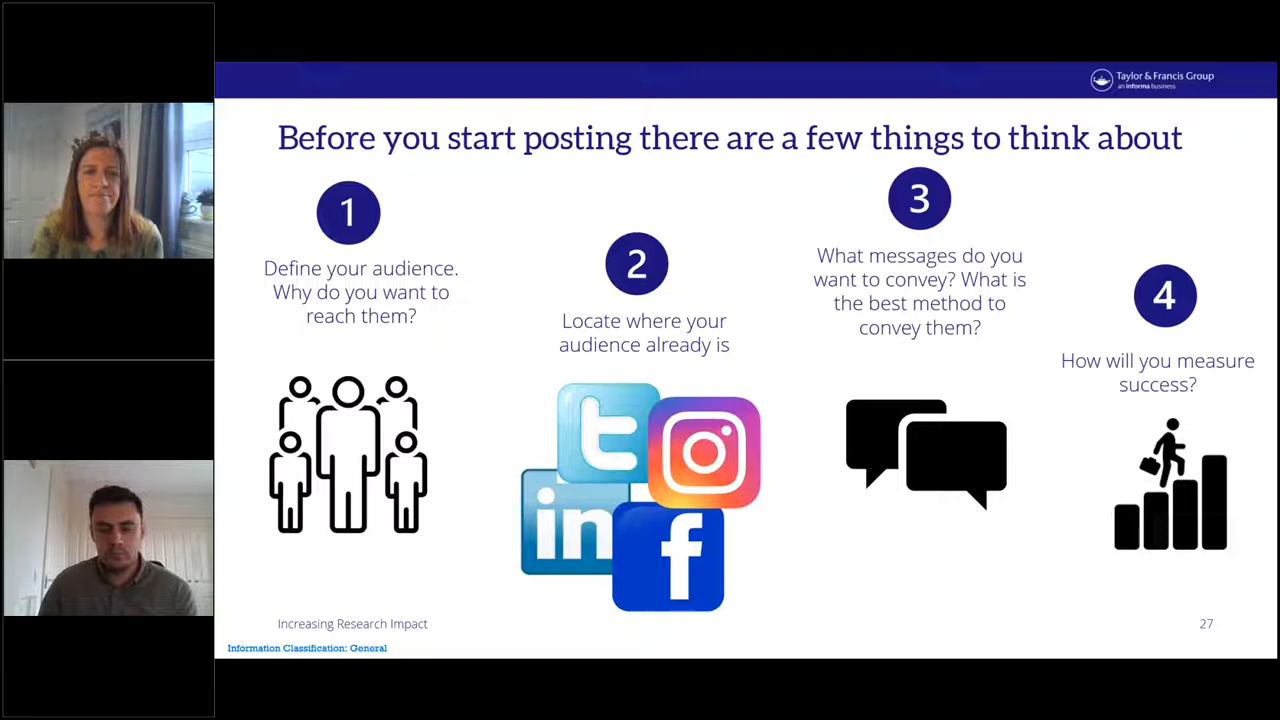 Taylor & Francis Group
an informa business
Before you start posting there are a few things to think about
1
Define your audience.
Why do you want to
reach them?
2
Locate where your
audience already is
3
What messages do you
want to convey? What is
the best method to
convey them?
4
How will you measure
success?
t
in
f
Increasing Research Impact
27
Information Classification: General